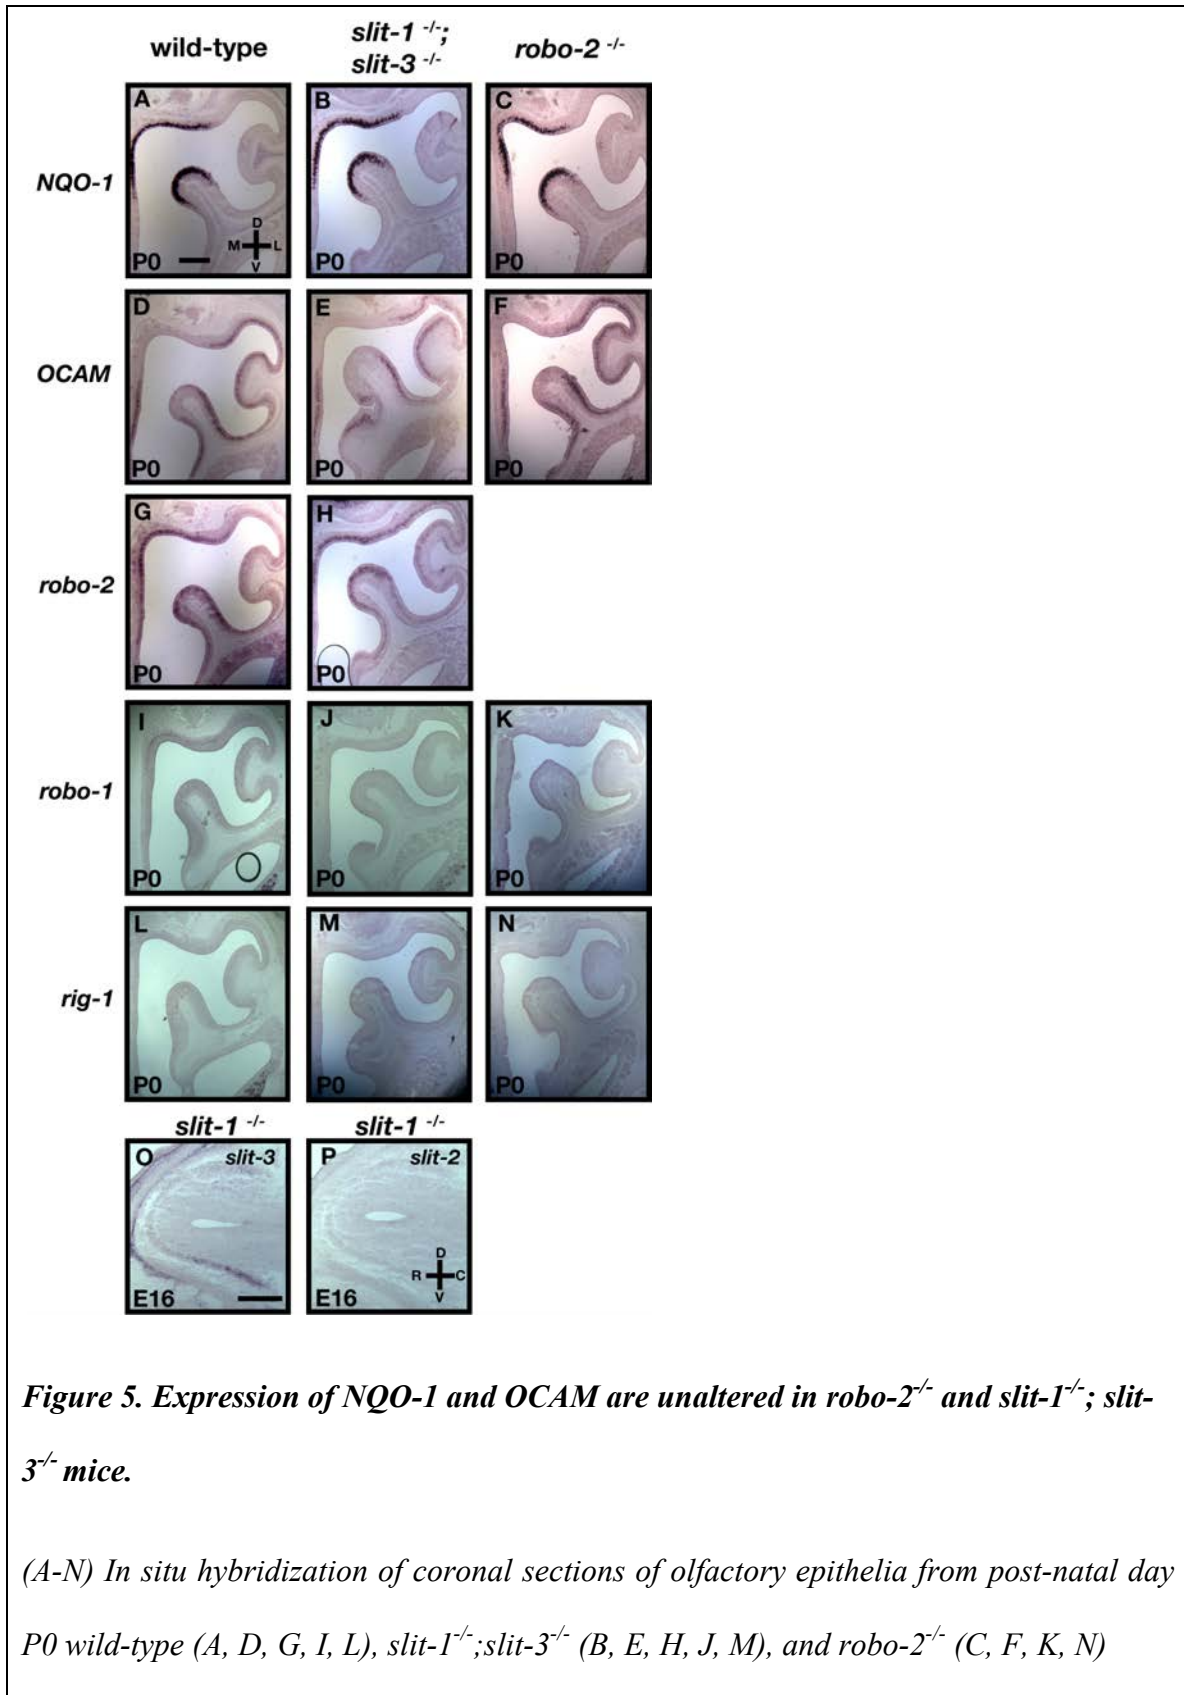 wild-type
slit-1 -/-;
slit-3 -/-
robo-2 -/-
NQO-1
A
P0
D
M
L
V
B
P0
C
P0
OCAM
D
P0
E
P0
F
P0
robo-2
G
P0
H
P0
robo-1
I
P0
J
P0
K
P0
rig-1
L
P0
M
P0
N
P0
slit-1 -/-
slit-1 -/-
O
slit-3
E16
P
slit-2
D
R
C
V
E16
Figure 5. Expression of NQO-1 and OCAM are unaltered in robo-2-/- and slit-1-/-; slit-
3-/- mice.
(A-N) In situ hybridization of coronal sections of olfactory epithelia from post-natal day
P0 wild-type (A, D, G, I, L), slit-1-/-;slit-3-/- (B, E, H, J, M), and robo-2-/- (C, F, K, N)